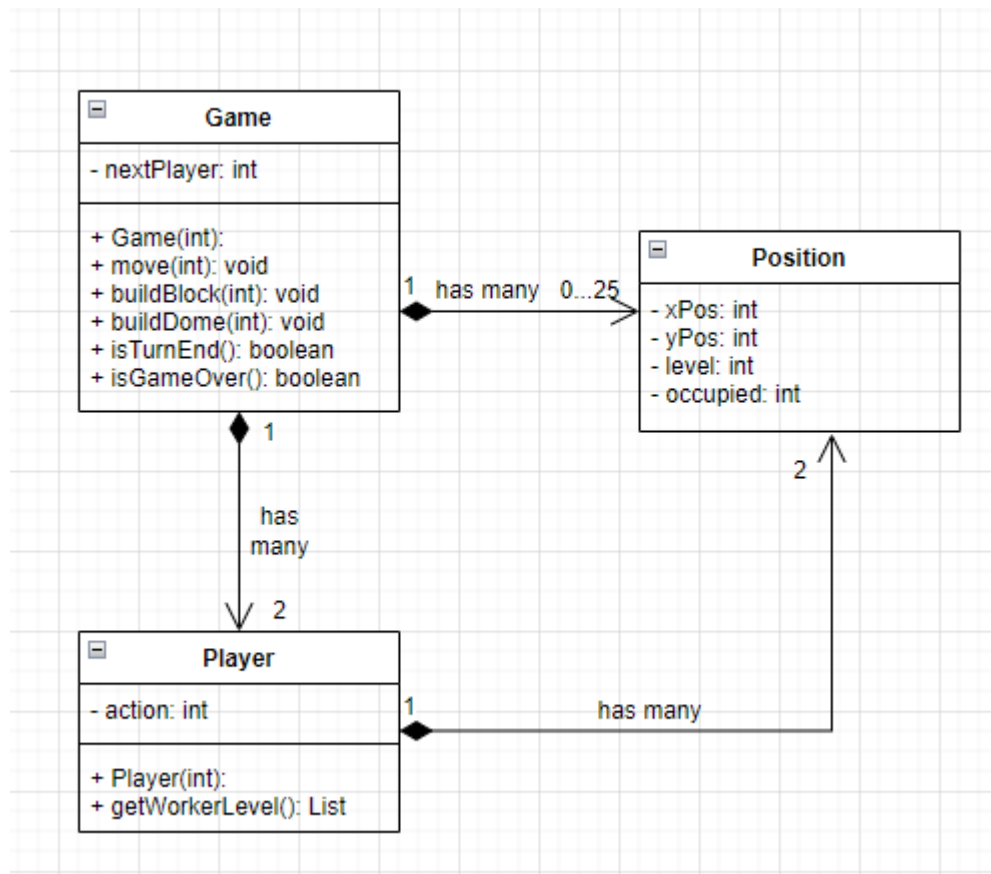 Game
- nextPlayer: int
+ Game(int):
+ move(int): void
+ buildBlock(int): void
+ buildDome(int): void
+ isTurnEnd(): boolean
+ isGameOver(): boolean
1 has many 0...25
Position
- xPos: int
- yPos: int
- level: int
- occupied: int
1
has
many
2
2
Player
- action: int
+ Player(int):
+ getWorkerLevel(): List
1 has many